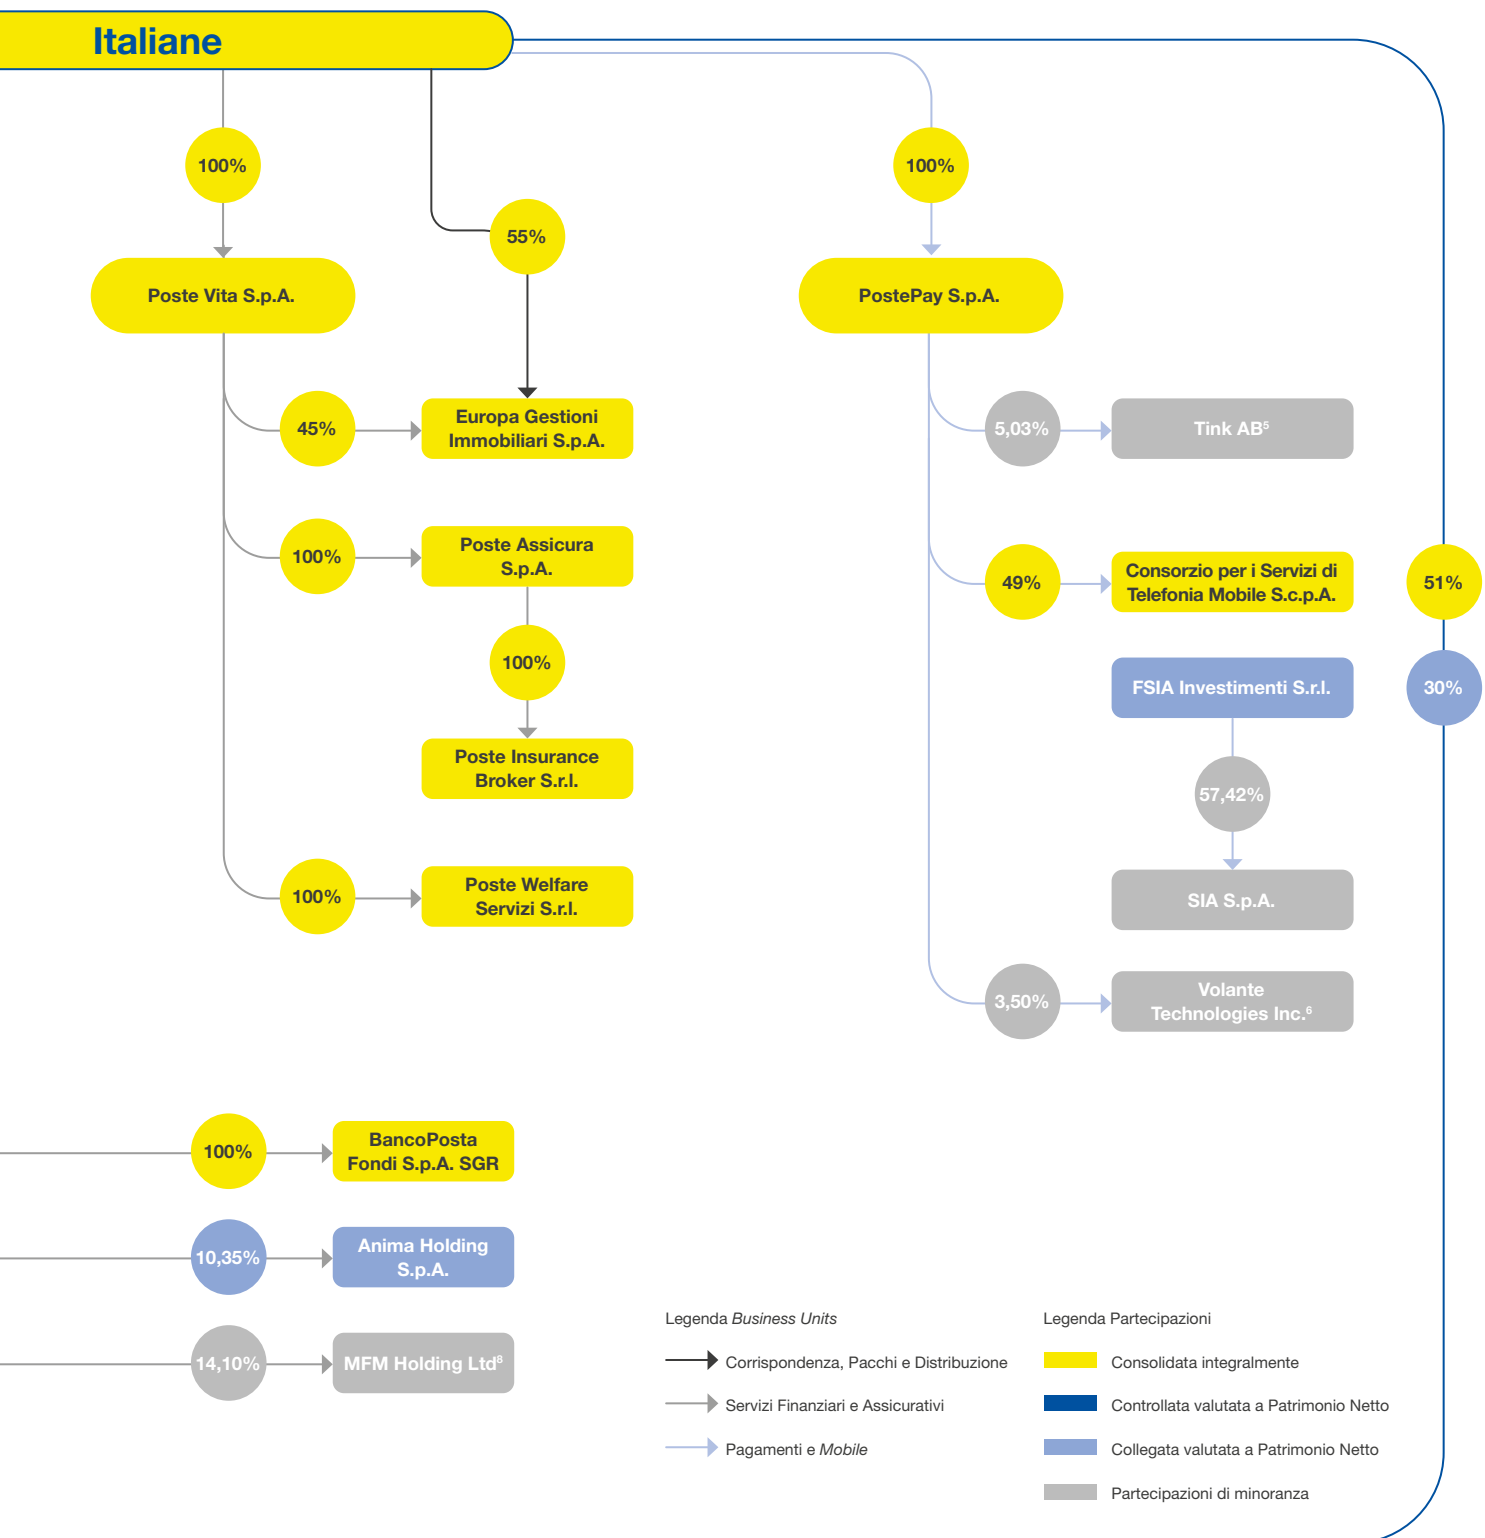 Italiane
100%
100%
55%
Poste Vita S.p.A.
PostePay S.p.A.
45%
Europa Gestioni
Immobiliari S.p.A.
5,03%
Tink AB⁵
100%
Poste Assicura
S.p.A.
49%
Consorzio per i Servizi di
Telefonia Mobile S.c.p.A.
51%
100%
FSIA Investimenti S.r.l.
30%
Poste Insurance
Broker S.r.l.
57,42%
100%
Poste Welfare
Servizi S.r.l.
SIA S.p.A.
3,50%
Volante
Technologies Inc.⁶
100%
BancoPosta
Fondi S.p.A. SGR
10,35%
Anima Holding
S.p.A.
14,10%
MFM Holding Ltd⁸
Legenda Business Units
Corrispondenza, Pacchi e Distribuzione
Servizi Finanziari e Assicurativi
Pagamenti e Mobile
Legenda Partecipazioni
Consolidata integralmente
Controllata valutata a Patrimonio Netto
Collegata valutata a Patrimonio Netto
Partecipazioni di minoranza